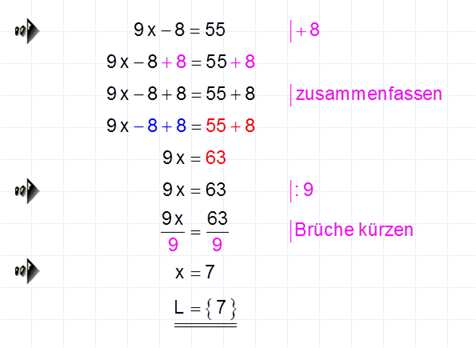 9x − 8 = 55 | + 8
9x − 8 + 8 = 55 + 8
9x − 8 + 8 = 55 + 8 | zusammenfassen
9x − 8 + 8 = 55 + 8
9x = 63
9x = 63 | : 9
9x/9 = 63/9 | Brüche kürzen
x = 7
L = { 7 }